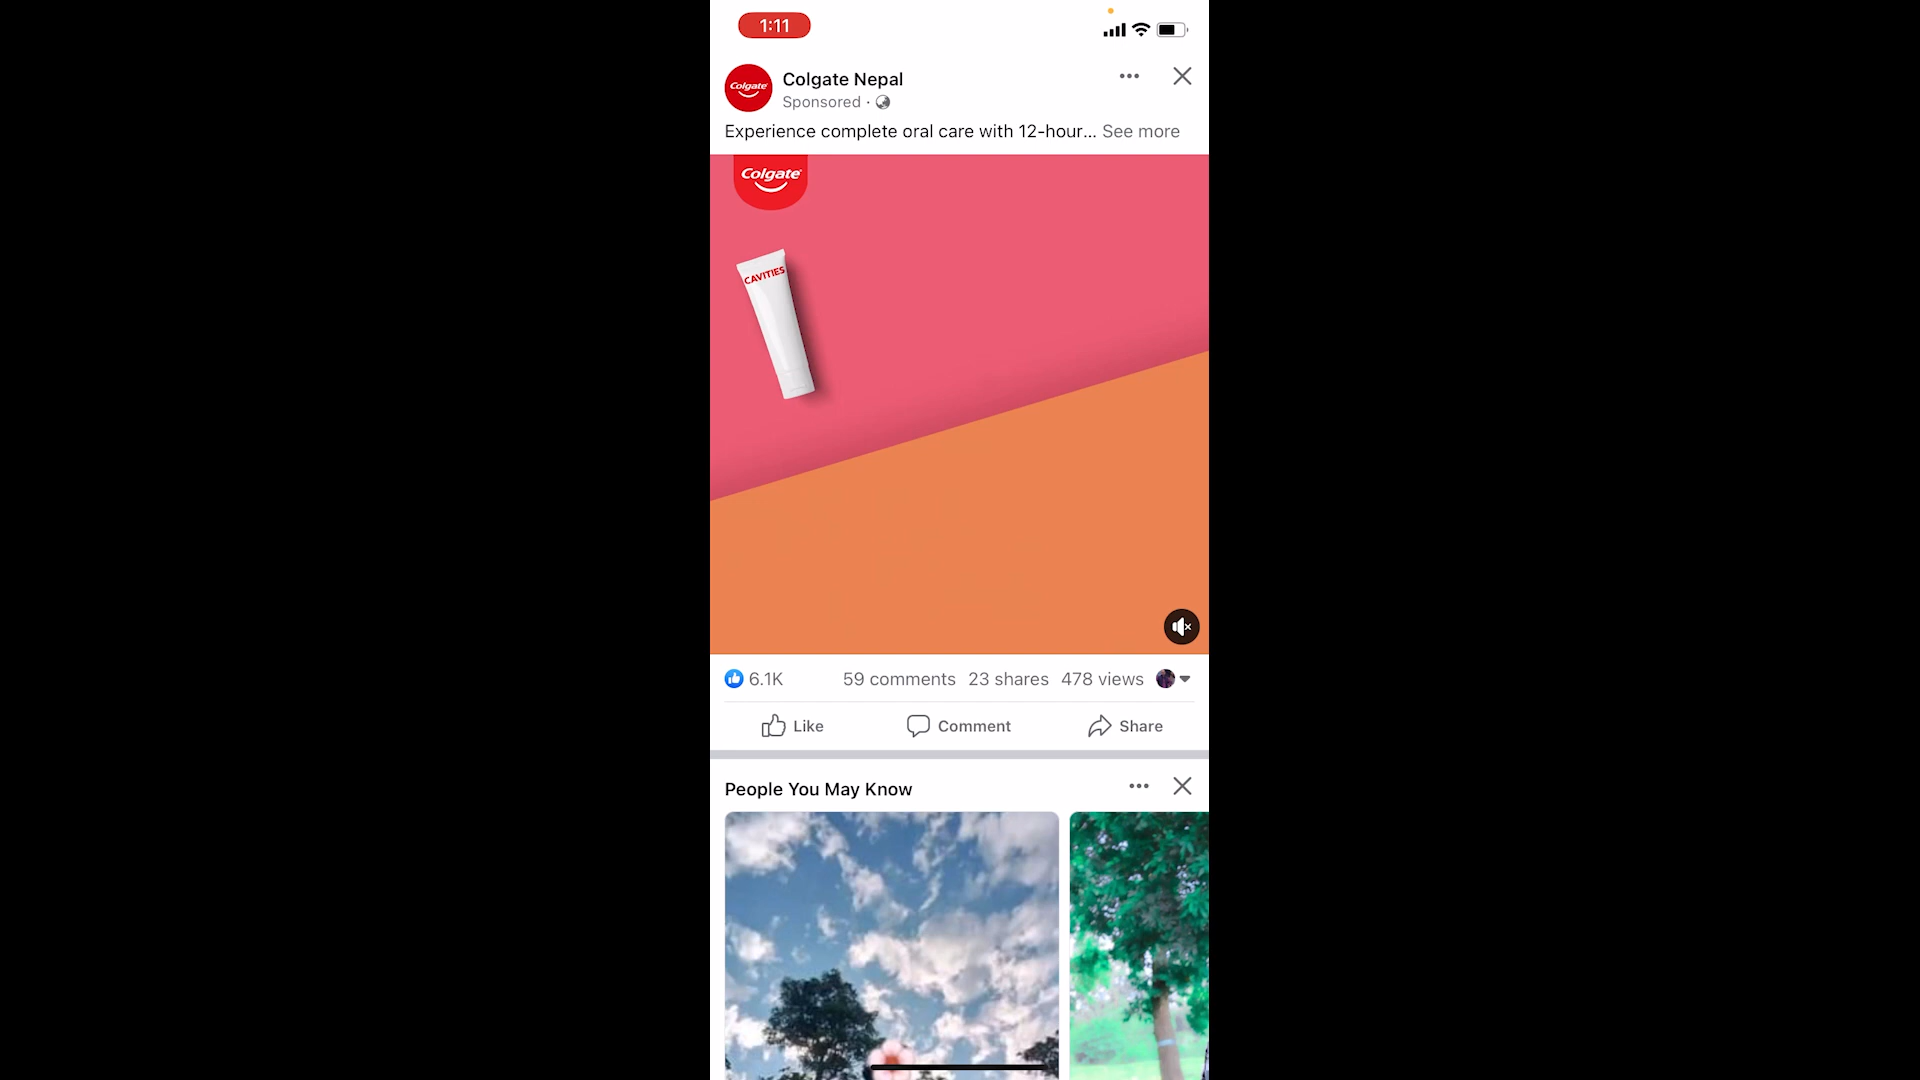 1:11
Colgate Nepal
Colgate
Sponsored ·
Experience complete oral care with 12-hour... See more
Colgate
CAVITIES
6.1K 59 comments 23 shares 478 views
Like Comment Share
People You May Know